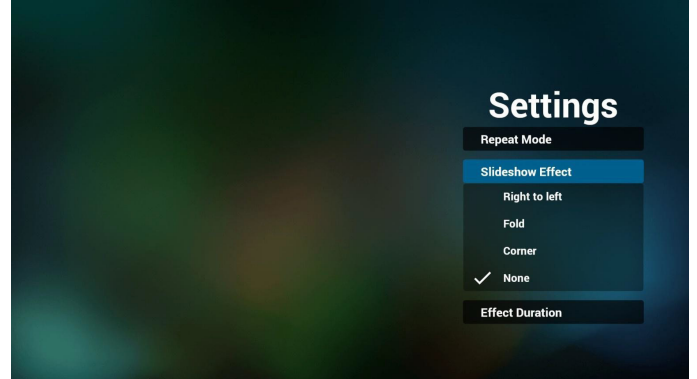 Settings
Repeat Mode
Slideshow Effect
Right to left
Fold
Corner
None
Effect Duration